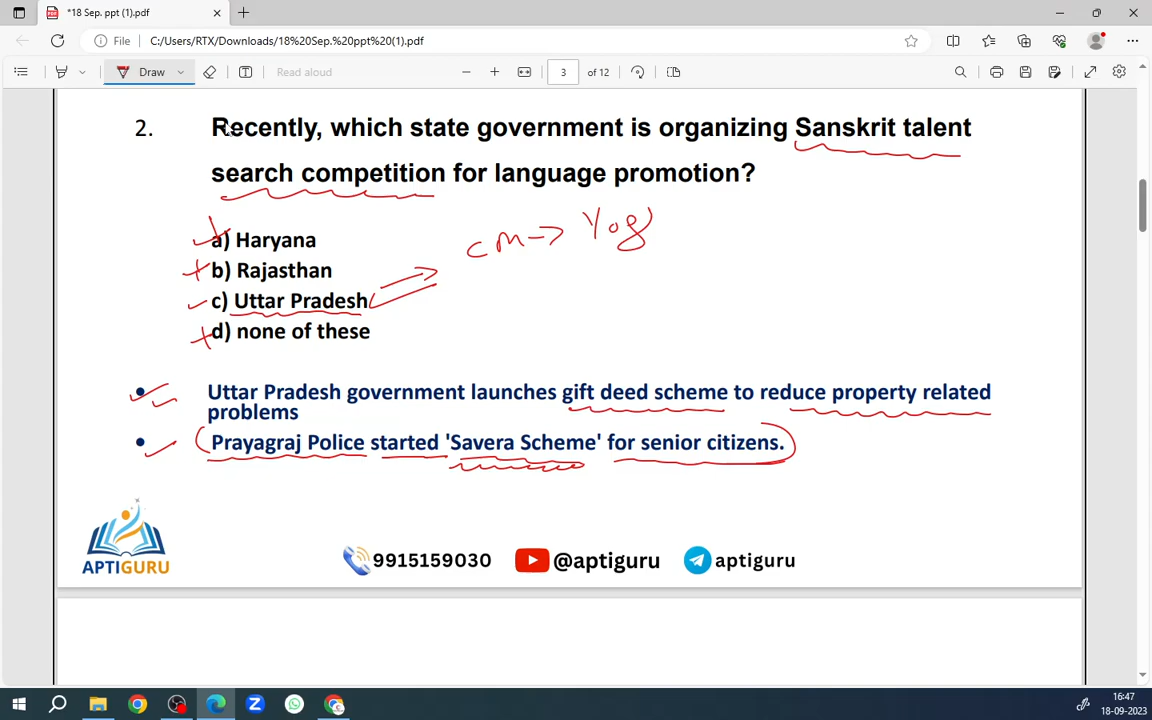 *18 Sep. ppt (1).pdf
File C:/Users/RTX/Downloads/18%20Sep.%20ppt%20(1).pdf
Draw Read aloud 3 of 12
2. Recently, which state government is organizing Sanskrit talent
search competition for language promotion?
cm → Yogi
a) Haryana
b) Rajasthan
c) Uttar Pradesh
d) none of these
• Uttar Pradesh government launches gift deed scheme to reduce property related
problems
• Prayagraj Police started 'Savera Scheme' for senior citizens.
APTIGURU
9915159030 @aptiguru aptiguru
16:47
18-09-2023